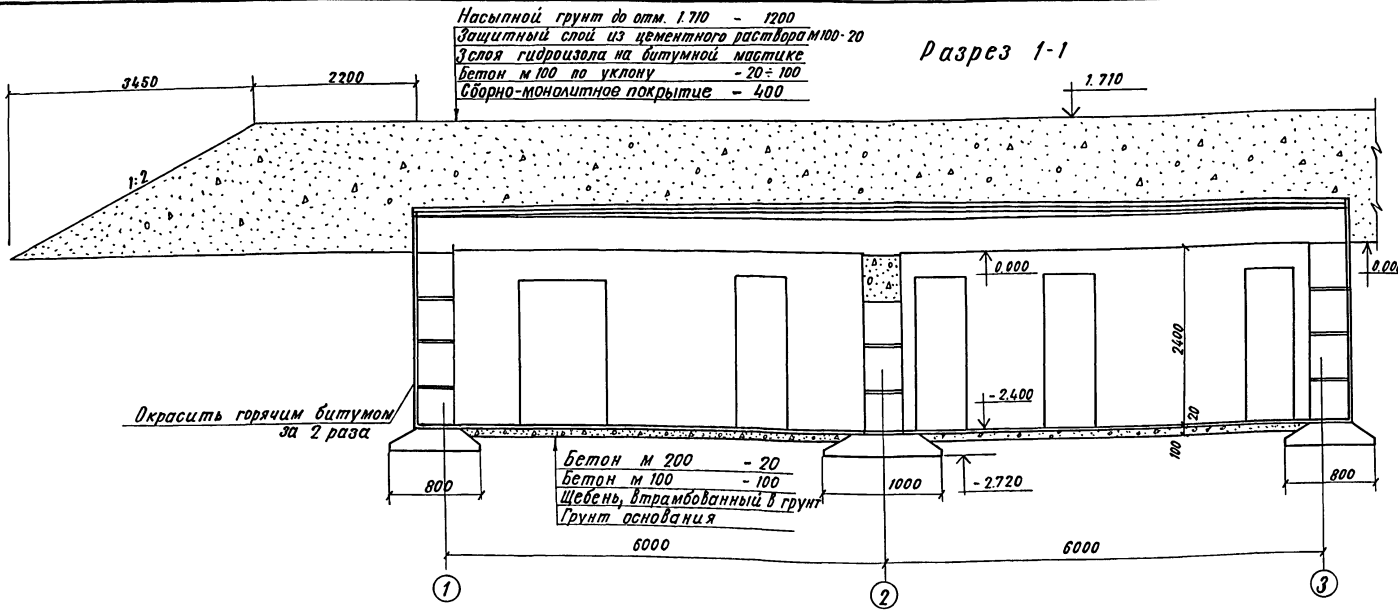 Насыпной грунт до отм. 1.710 - 1200
Защитный слой из цементного раствора м100-20
3 слоя гидроизола на битумной мастике
Бетон м 100 по уклону - 20÷100
Сборно-монолитное покрытие - 400
Разрез 1-1
3450
2200
1.710
1:2
0.000
0.00
2400
-2.400
20
100
Окрасить горячим битумом
за 2 раза
Бетон м 200 - 20
Бетон м 100 - 100
Щебень, втрамбованный в грунт
Грунт основания
800
1000
-2.720
800
6000
6000
1
2
3